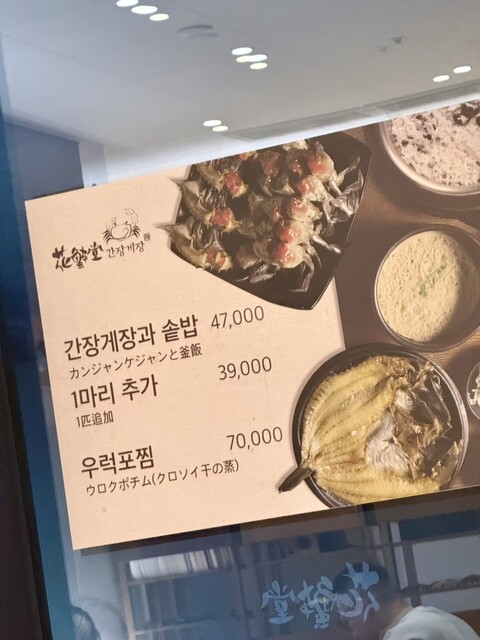 花蟹堂 간장게장
간장게장과 솥밥 47,000
カンジャンケジャンと釜飯
1마리 추가 39,000
1匹追加
우럭포찜 70,000
ウロクポチム(クロソイ干の蒸)
花蟹堂